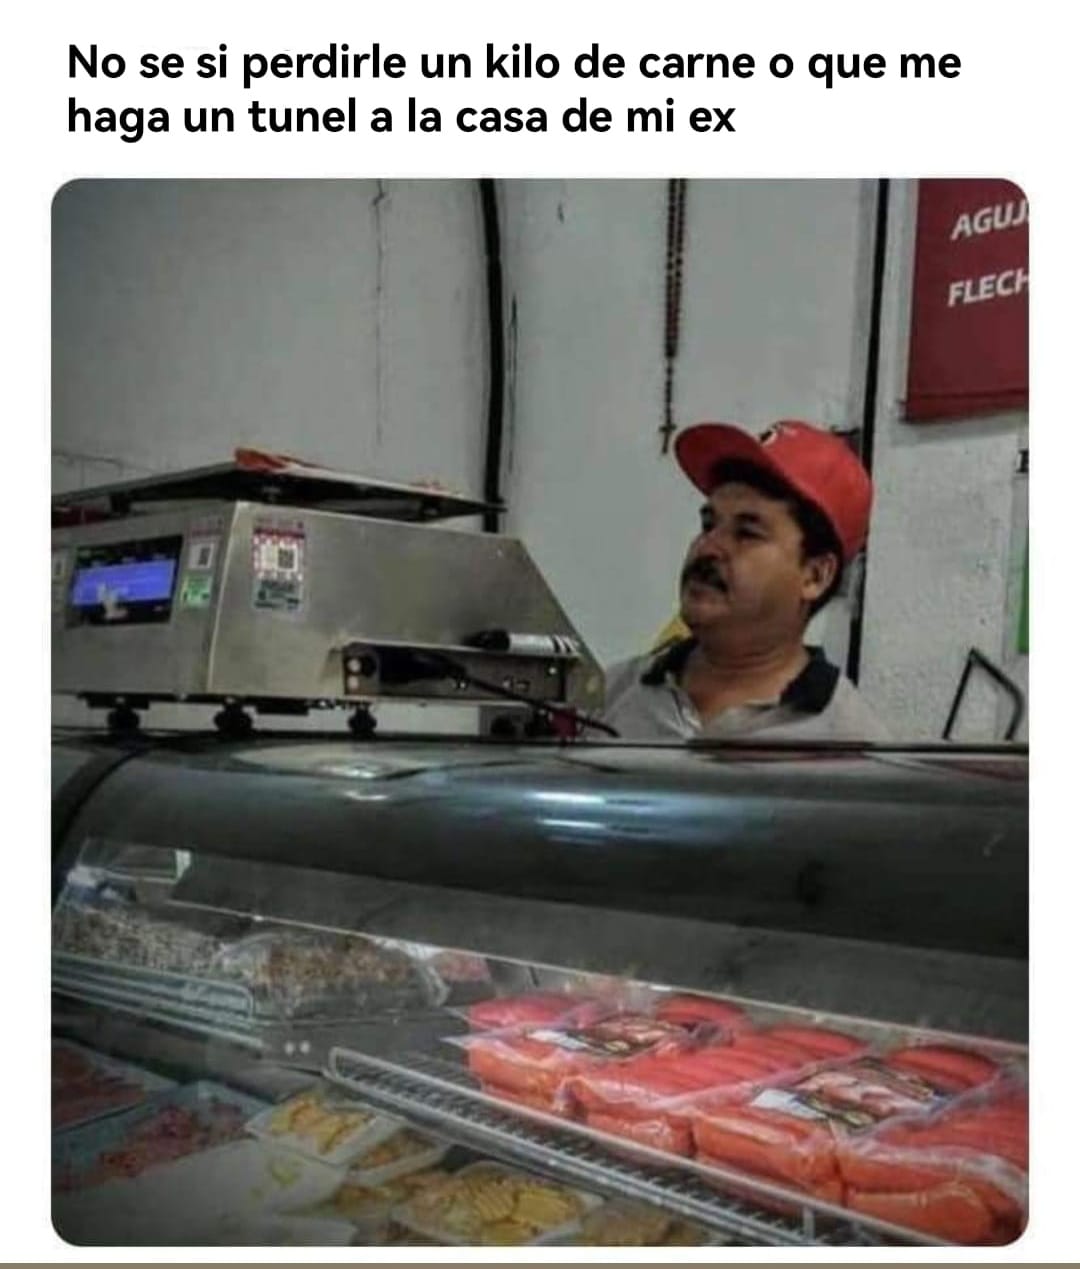 No se si perdirle un kilo de carne o que me
haga un tunel a la casa de mi ex
AGUJ
FLECH